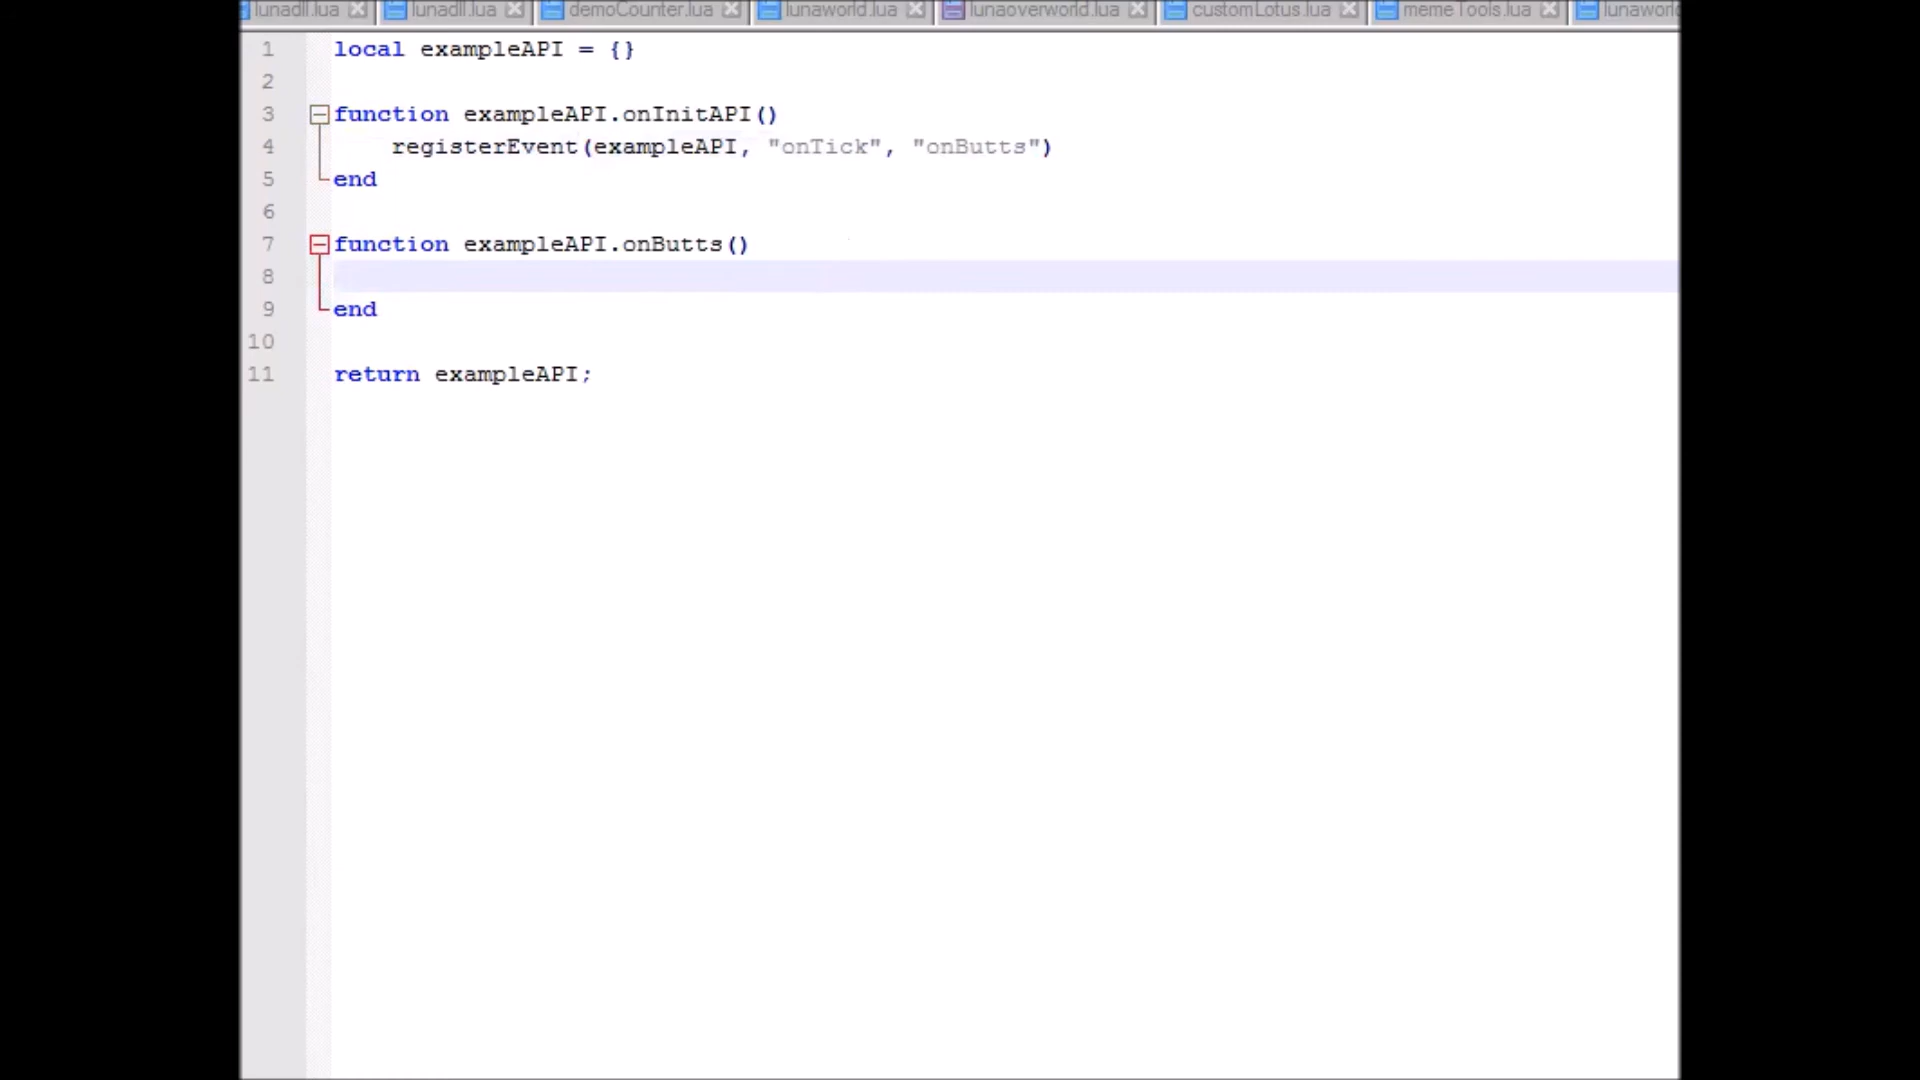 lunadll.lua lunadll.lua demoCounter.lua lunaworld.lua lunaoverworld.lua customLotus.lua memeTools.lua lunaworld
1 local exampleAPI = {}
2
3 function exampleAPI.onInitAPI()
4 registerEvent(exampleAPI, "onTick", "onButts")
5 end
6
7 function exampleAPI.onButts()
8
9 end
10
11 return exampleAPI;